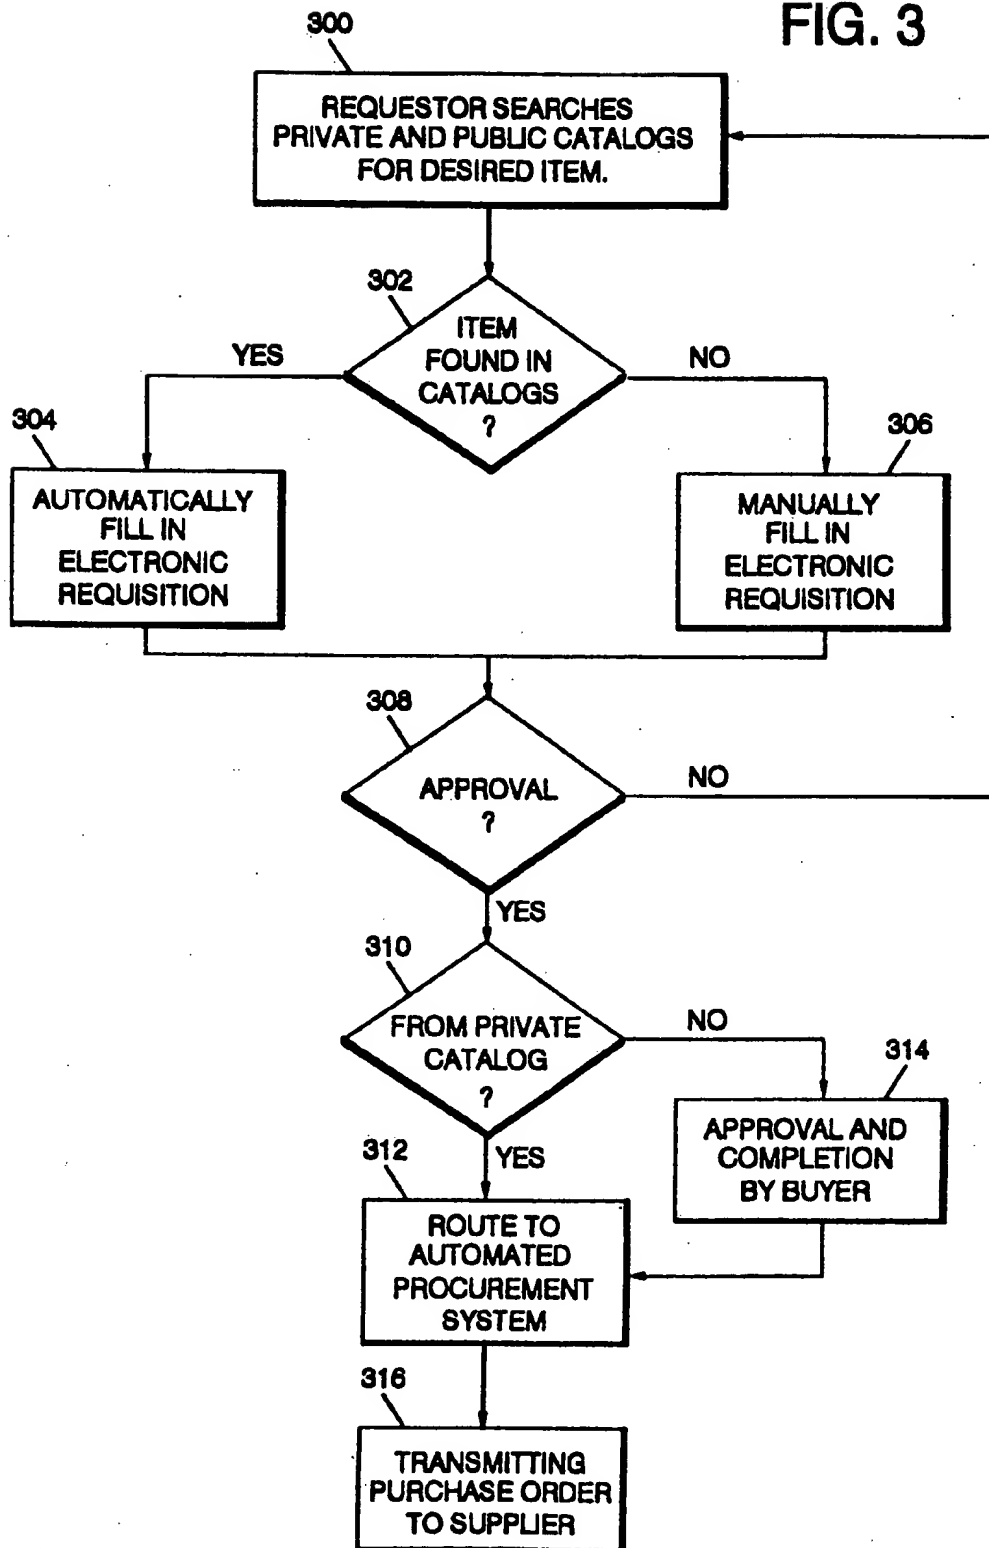 FIG. 3
300
REQUESTOR SEARCHES
PRIVATE AND PUBLIC CATALOGS
FOR DESIRED ITEM.
302
ITEM
FOUND IN
CATALOGS
?
YES
NO
304
AUTOMATICALLY
FILL IN
ELECTRONIC
REQUISITION
306
MANUALLY
FILL IN
ELECTRONIC
REQUISITION
308
APPROVAL
?
NO
YES
310
FROM PRIVATE
CATALOG
?
NO
YES
314
APPROVAL AND
COMPLETION
BY BUYER
312
ROUTE TO
AUTOMATED
PROCUREMENT
SYSTEM
316
TRANSMITTING
PURCHASE ORDER
TO SUPPLIER